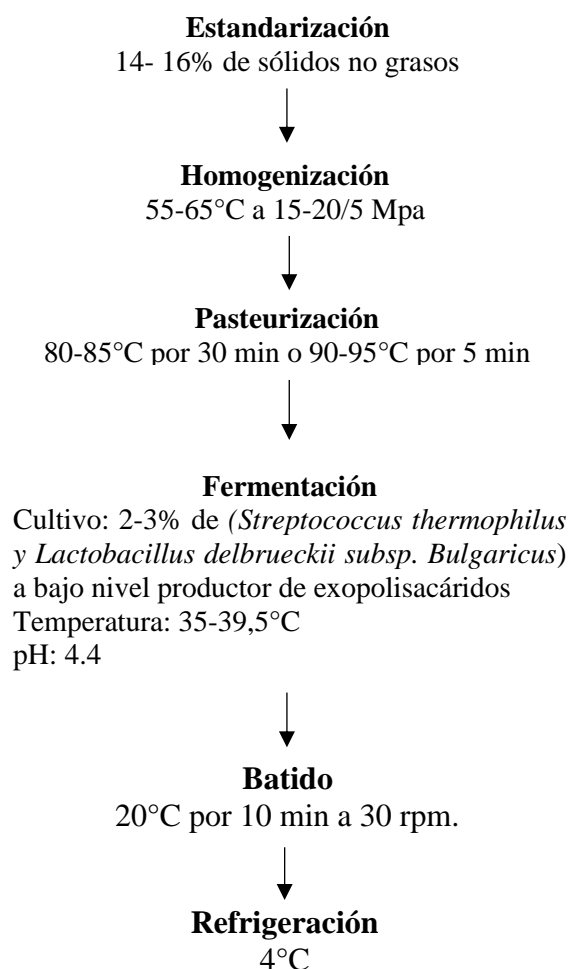 Estandarización
14- 16% de sólidos no grasos
Homogenización
55-65°C a 15-20/5 Mpa
Pasteurización
80-85°C por 30 min o 90-95°C por 5 min
Fermentación
Cultivo: 2-3% de (Streptococcus thermophilus
y Lactobacillus delbrueckii subsp. Bulgaricus)
a bajo nivel productor de exopolisacáridos
Temperatura: 35-39,5°C
pH: 4.4
Batido
20°C por 10 min a 30 rpm.
Refrigeración
4°C